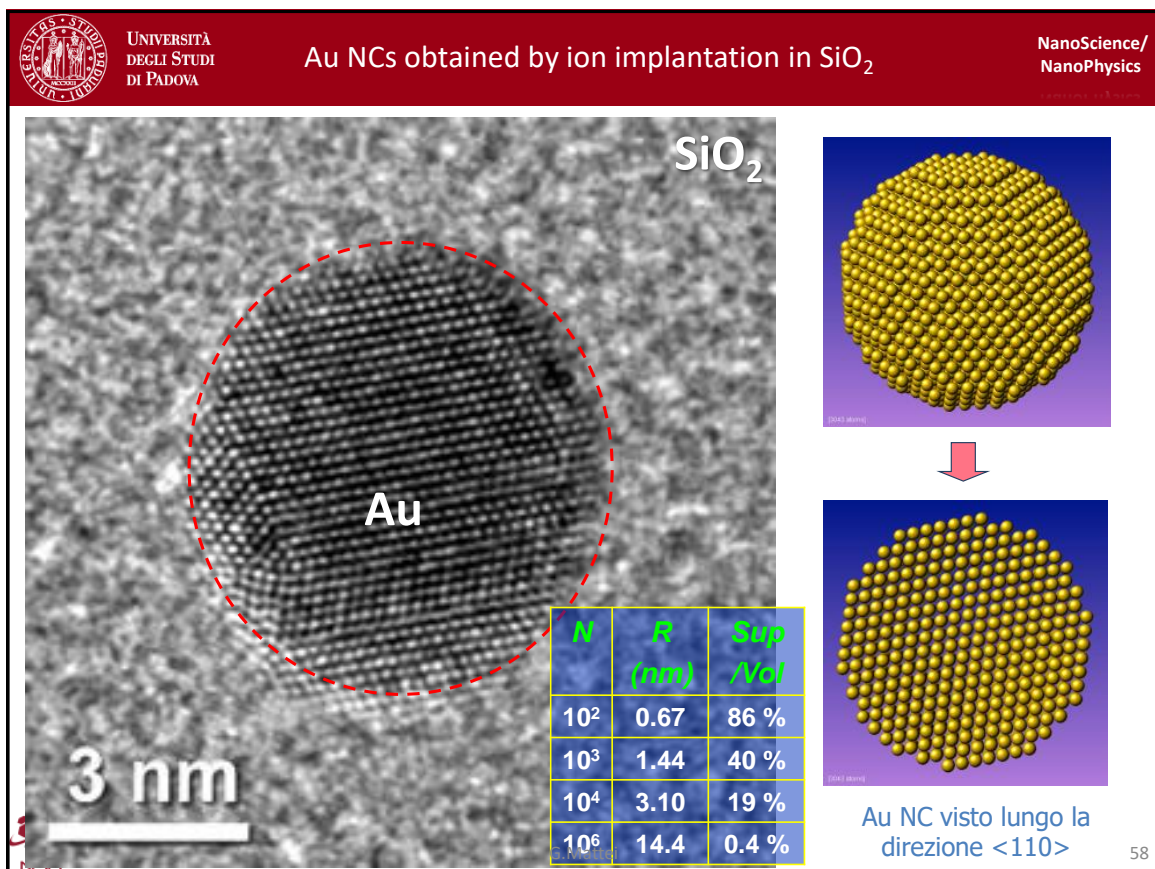 UNIVERSITÀ
DEGLI STUDI
DI PADOVA
Au NCs obtained by ion implantation in SiO₂
NanoScience/
NanoPhysics
SiO₂
Au
3 nm
N R (nm) Sup /Vol
10² 0.67 86 %
10³ 1.44 40 %
10⁴ 3.10 19 %
10⁶ 14.4 0.4 %
G.Mattei
Au NC visto lungo la
direzione <110>
58